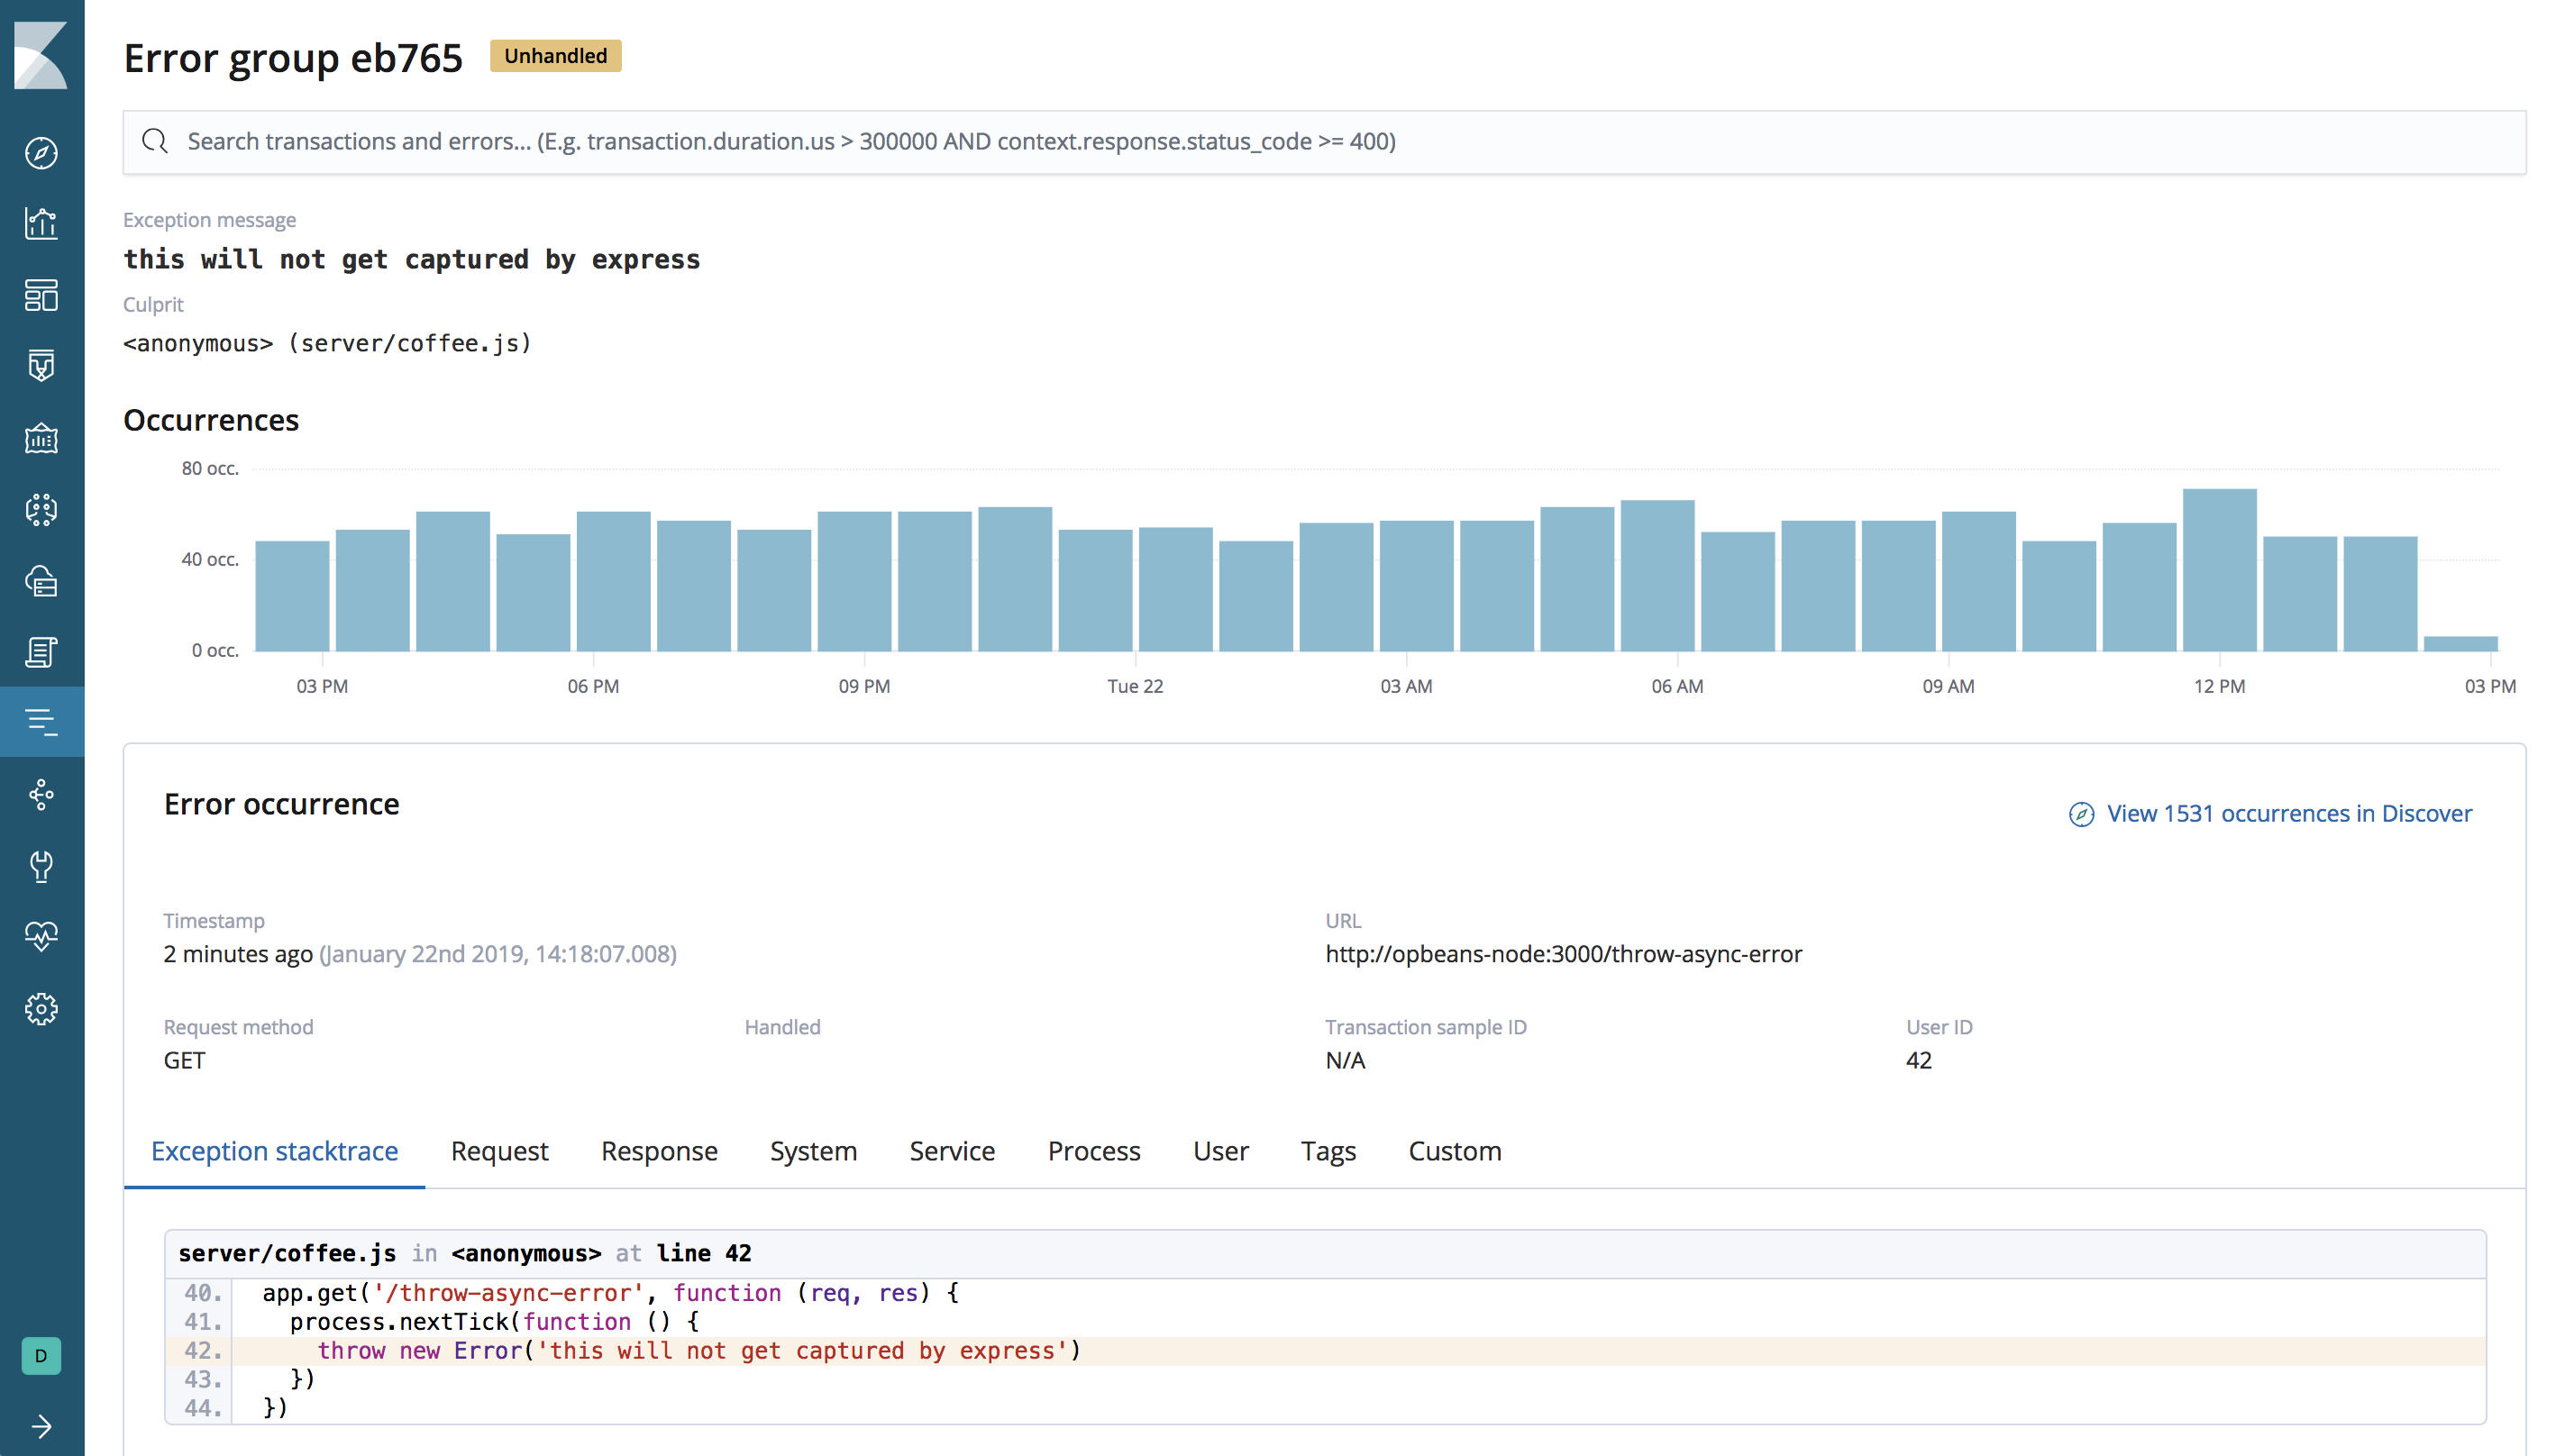 Error group eb765 Unhandled
Search transactions and errors... (E.g. transaction.duration.us > 300000 AND context.response.status_code >= 400)
Exception message
this will not get captured by express
Culprit
<anonymous> (server/coffee.js)
Occurrences
80 occ.
40 occ.
0 occ.
03 PM 06 PM 09 PM Tue 22 03 AM 06 AM 09 AM 12 PM 03 PM
Error occurrence
View 1531 occurrences in Discover
Timestamp URL
2 minutes ago (January 22nd 2019, 14:18:07.008) http://opbeans-node:3000/throw-async-error
Request method Handled Transaction sample ID User ID
GET N/A 42
Exception stacktrace Request Response System Service Process User Tags Custom
server/coffee.js in <anonymous> at line 42
40. app.get('/throw-async-error', function (req, res) {
41. process.nextTick(function () {
42. throw new Error('this will not get captured by express')
43. })
44. })
D